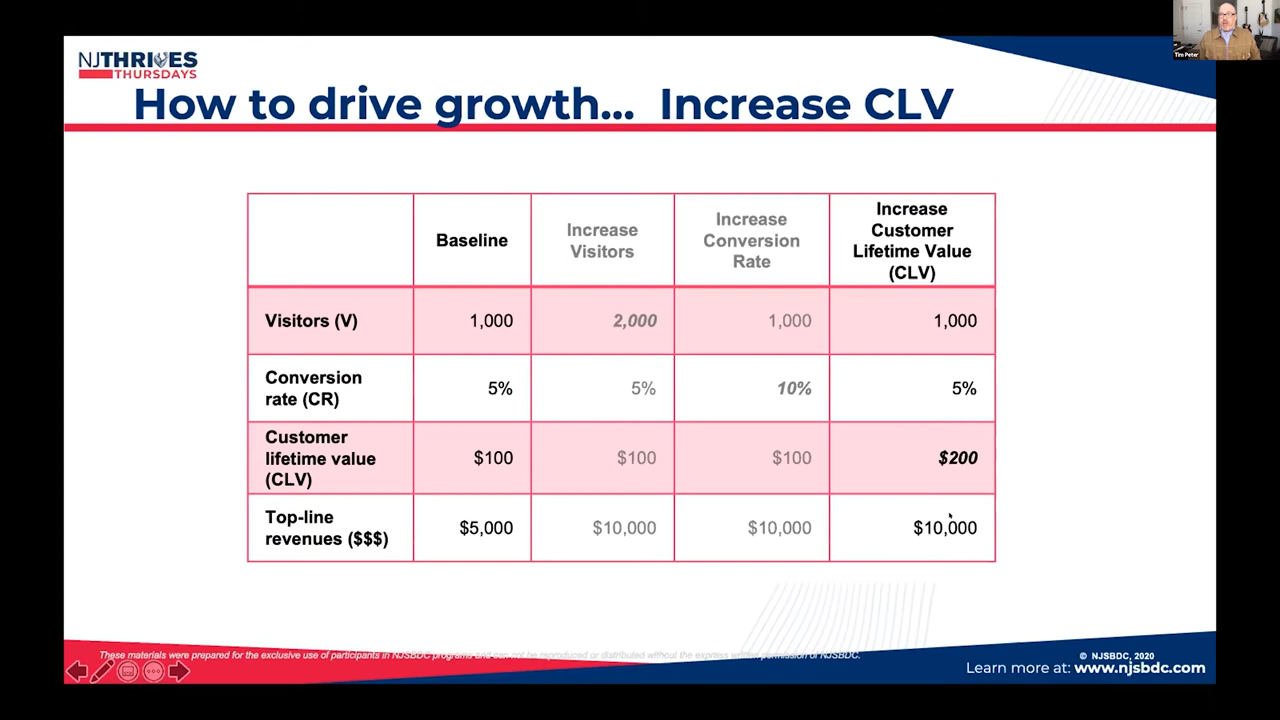 NJTHRIVES
THURSDAYS
Tim Peter
How to drive growth... Increase CLV
Baseline
Increase
Visitors
Increase
Conversion
Rate
Increase
Customer
Lifetime Value
(CLV)
Visitors (V)
1,000
2,000
1,000
1,000
Conversion
rate (CR)
5%
5%
10%
5%
Customer
lifetime value
(CLV)
$100
$100
$100
$200
Top-line
revenues ($$$)
$5,000
$10,000
$10,000
$10,000
These materials were prepared for the exclusive use of participants in NJSBDC programs and can not be reproduced or distributed without the express written permission of NJSBDC.
© NJSBDC, 2020
Learn more at: www.njsbdc.com